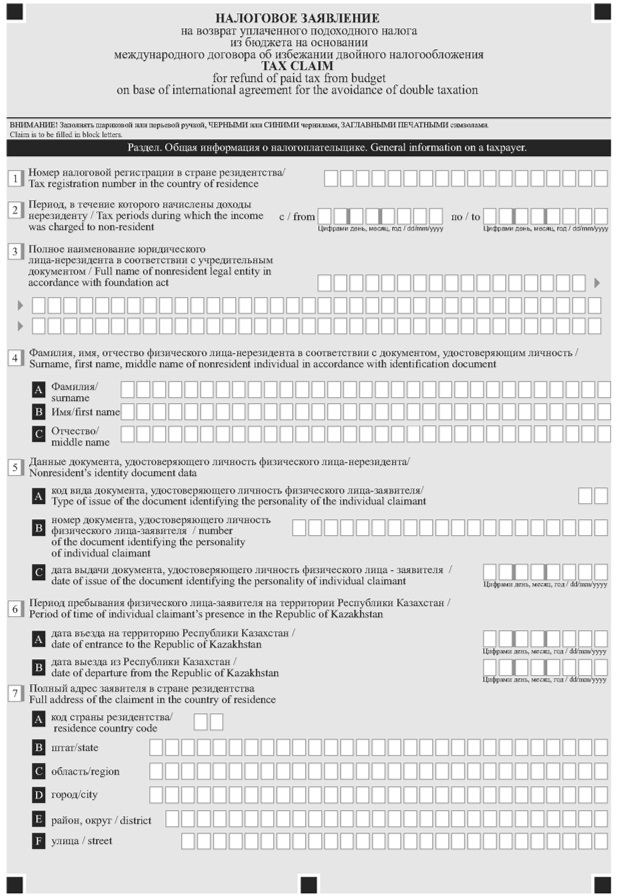 НАЛОГОВОЕ ЗАЯВЛЕНИЕ
на возврат уплаченного подоходного налога
из бюджета на основании
международного договора об избежании двойного налогообложения
TAX CLAIM
for refund of paid tax from budget
on base of international agreement for the avoidance of double taxation
ВНИМАНИЕ! Заполнять шариковой или перьевой ручкой, ЧЕРНЫМИ или СИНИМИ чернилами, ЗАГЛАВНЫМИ ПЕЧАТНЫМИ символами.
Claim is to be filled in block letters.
Раздел. Общая информация о налогоплательщике. General information on a taxpayer.
1 Номер налоговой регистрации в стране резидентства/
Tax registration number in the country of residence
2 Период, в течение которого начислены доходы
нерезиденту / Tax periods during which the income
was charged to non-resident
с / from
Цифрами день, месяц, год / dd/mm/yyyy
по / to
Цифрами день, месяц, год / dd/mm/yyyy
3 Полное наименование юридического
лица-нерезидента в соответствии с учредительным
документом / Full name of nonresident legal entity in
accordance with foundation act
4 Фамилия, имя, отчество физического лица-нерезидента в соответствии с документом, удостоверяющим личность /
Surname, first name, middle name of nonresident individual in accordance with identification document
A Фамилия/
surname
B Имя/first name
C Отчество/
middle name
5 Данные документа, удостоверяющего личность физического лица-нерезидента/
Nonresident's identity document data
A код вида документа, удостоверяющего личность физического лица-заявителя/
Type of issue of the document identifying the personality of the individual claimant
B номер документа, удостоверяющего личность
физического лица-заявителя / number
of the document identifying the personality
of individual claimant
C дата выдачи документа, удостоверяющего личность физического лица - заявителя /
date of issue of the document identifying the personality of individual claimant
Цифрами день, месяц, год / dd/mm/yyyy
6 Период пребывания физического лица-заявителя на территории Республики Казахстан /
Period of time of individual claimant's presence in the Republic of Kazakhstan
A дата въезда на территорию Республики Казахстан /
date of entrance to the Republic of Kazakhstan
Цифрами день, месяц, год / dd/mm/yyyy
B дата выезда из Республики Казахстан /
date of departure from the Republic of Kazakhstan
Цифрами день, месяц, год / dd/mm/yyyy
7 Полный адрес заявителя в стране резидентства
Full address of the claiment in the country of residence
A код страны резидентства/
residence country code
B штат/state
C область/region
D город/city
E район, округ / district
F улица / street